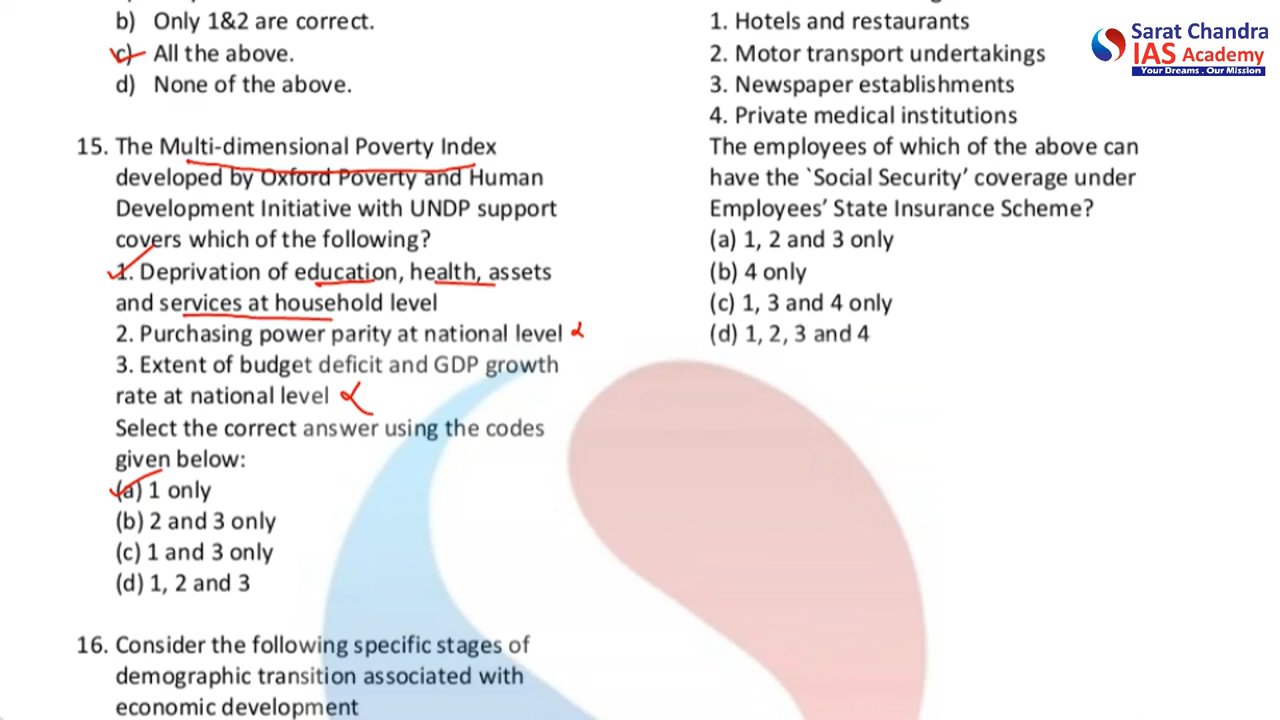 b) Only 1&2 are correct.
c) All the above.
d) None of the above.
15. The Multi-dimensional Poverty Index
developed by Oxford Poverty and Human
Development Initiative with UNDP support
covers which of the following?
1. Deprivation of education, health, assets
and services at household level
2. Purchasing power parity at national level
3. Extent of budget deficit and GDP growth
rate at national level
Select the correct answer using the codes
given below:
(a) 1 only
(b) 2 and 3 only
(c) 1 and 3 only
(d) 1, 2 and 3
16. Consider the following specific stages of
demographic transition associated with
economic development
1. Hotels and restaurants
2. Motor transport undertakings
3. Newspaper establishments
4. Private medical institutions
The employees of which of the above can
have the `Social Security' coverage under
Employees' State Insurance Scheme?
(a) 1, 2 and 3 only
(b) 4 only
(c) 1, 3 and 4 only
(d) 1, 2, 3 and 4
Sarat Chandra
IAS Academy
Your Dreams . Our Mission